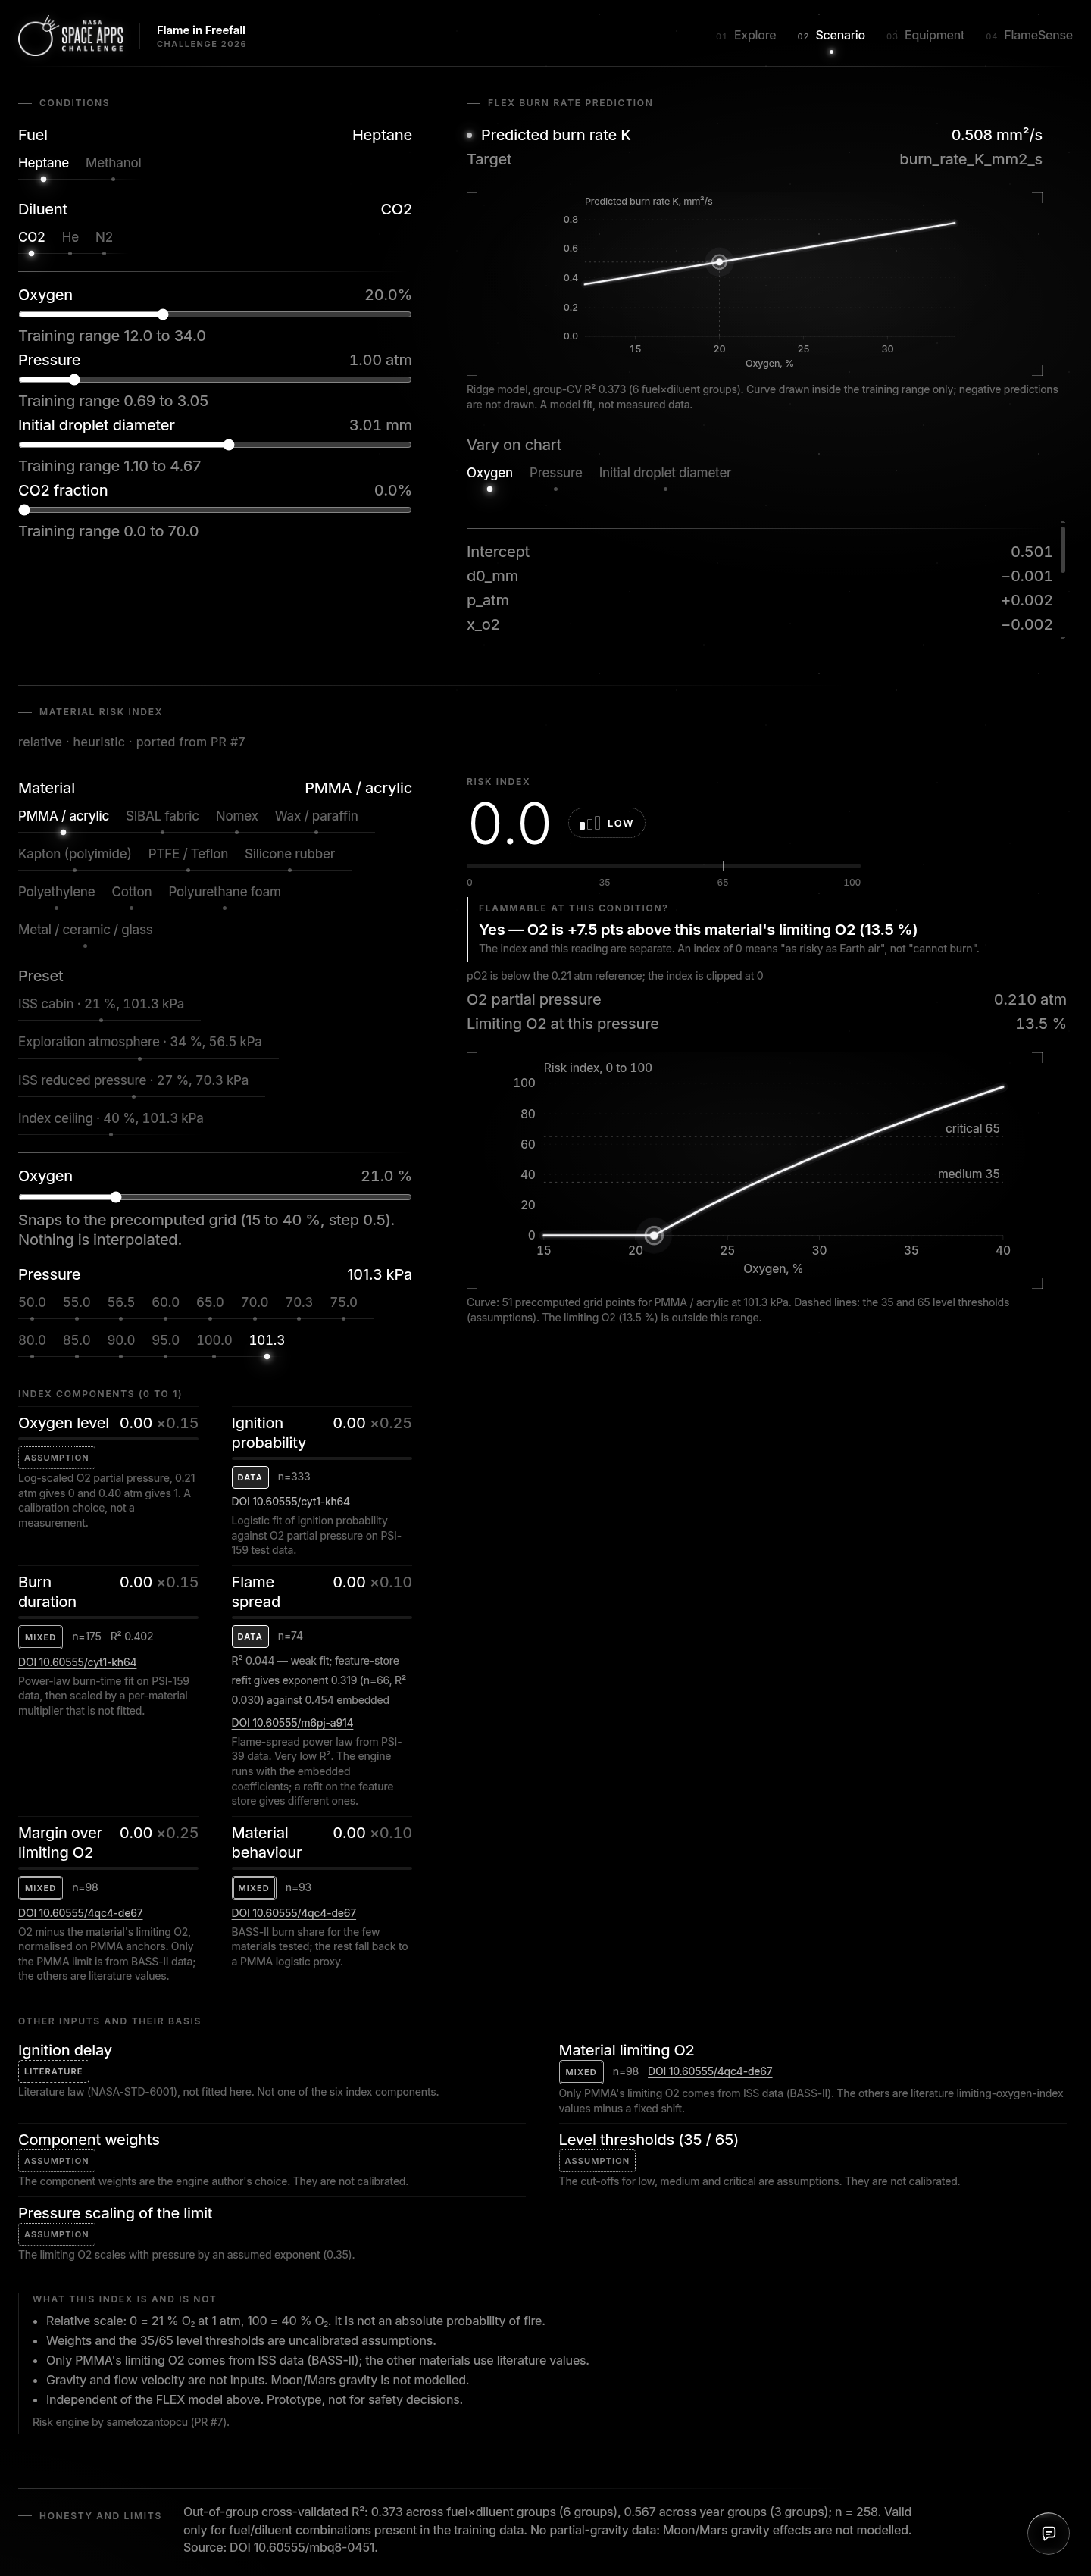 NASA
SPACE APPS
CHALLENGE
Flame in Freefall
CHALLENGE 2026
01 Explore
02 Scenario
03 Equipment
04 FlameSense
CONDITIONS
Fuel Heptane
Heptane Methanol
Diluent CO2
CO2 He N2
Oxygen 20.0%
Training range 12.0 to 34.0
Pressure 1.00 atm
Training range 0.69 to 3.05
Initial droplet diameter 3.01 mm
Training range 1.10 to 4.67
CO2 fraction 0.0%
Training range 0.0 to 70.0
FLEX BURN RATE PREDICTION
Predicted burn rate K 0.508 mm²/s
Target burn_rate_K_mm2_s
Predicted burn rate K, mm²/s
0.8
0.6
0.4
0.2
0.0
15 20 25 30
Oxygen, %
Ridge model, group-CV R² 0.373 (6 fuel×diluent groups). Curve drawn inside the training range only; negative predictions
are not drawn. A model fit, not measured data.
Vary on chart
Oxygen Pressure Initial droplet diameter
Intercept 0.501
d0_mm −0.001
p_atm +0.002
x_o2 −0.002
MATERIAL RISK INDEX
relative · heuristic · ported from PR #7
Material PMMA / acrylic
PMMA / acrylic SIBAL fabric Nomex Wax / paraffin
Kapton (polyimide) PTFE / Teflon Silicone rubber
Polyethylene Cotton Polyurethane foam
Metal / ceramic / glass
Preset
ISS cabin · 21 %, 101.3 kPa
Exploration atmosphere · 34 %, 56.5 kPa
ISS reduced pressure · 27 %, 70.3 kPa
Index ceiling · 40 %, 101.3 kPa
Oxygen 21.0 %
Snaps to the precomputed grid (15 to 40 %, step 0.5).
Nothing is interpolated.
Pressure 101.3 kPa
50.0 55.0 56.5 60.0 65.0 70.0 70.3 75.0
80.0 85.0 90.0 95.0 100.0 101.3
RISK INDEX
0.0 LOW
0 35 65 100
FLAMMABLE AT THIS CONDITION?
Yes — O2 is +7.5 pts above this material's limiting O2 (13.5 %)
The index and this reading are separate. An index of 0 means "as risky as Earth air", not "cannot burn".
pO2 is below the 0.21 atm reference; the index is clipped at 0
O2 partial pressure 0.210 atm
Limiting O2 at this pressure 13.5 %
Risk index, 0 to 100
100
80
critical 65
60
40
medium 35
20
0
15 20 25 30 35 40
Oxygen, %
Curve: 51 precomputed grid points for PMMA / acrylic at 101.3 kPa. Dashed lines: the 35 and 65 level thresholds
(assumptions). The limiting O2 (13.5 %) is outside this range.
INDEX COMPONENTS (0 TO 1)
Oxygen level 0.00 ×0.15
ASSUMPTION
Log-scaled O2 partial pressure, 0.21
atm gives 0 and 0.40 atm gives 1. A
calibration choice, not a
measurement.
Ignition 0.00 ×0.25
probability
DATA n=333
DOI 10.60555/cyt1-kh64
Logistic fit of ignition probability
against O2 partial pressure on PSI-
159 test data.
Burn 0.00 ×0.15
duration
MIXED n=175 R² 0.402
DOI 10.60555/cyt1-kh64
Power-law burn-time fit on PSI-159
data, then scaled by a per-material
multiplier that is not fitted.
Flame 0.00 ×0.10
spread
DATA n=74
R² 0.044 — weak fit; feature-store
refit gives exponent 0.319 (n=66, R²
0.030) against 0.454 embedded
DOI 10.60555/m6pj-a914
Flame-spread power law from PSI-
39 data. Very low R². The engine
runs with the embedded
coefficients; a refit on the feature
store gives different ones.
Margin over 0.00 ×0.25
limiting O2
MIXED n=98
DOI 10.60555/4qc4-de67
O2 minus the material's limiting O2,
normalised on PMMA anchors. Only
the PMMA limit is from BASS-II data;
the others are literature values.
Material 0.00 ×0.10
behaviour
MIXED n=93
DOI 10.60555/4qc4-de67
BASS-II burn share for the few
materials tested; the rest fall back to
a PMMA logistic proxy.
OTHER INPUTS AND THEIR BASIS
Ignition delay
LITERATURE
Literature law (NASA-STD-6001), not fitted here. Not one of the six index components.
Material limiting O2
MIXED n=98 DOI 10.60555/4qc4-de67
Only PMMA's limiting O2 comes from ISS data (BASS-II). The others are literature limiting-oxygen-index
values minus a fixed shift.
Component weights
ASSUMPTION
The component weights are the engine author's choice. They are not calibrated.
Level thresholds (35 / 65)
ASSUMPTION
The cut-offs for low, medium and critical are assumptions. They are not calibrated.
Pressure scaling of the limit
ASSUMPTION
The limiting O2 scales with pressure by an assumed exponent (0.35).
WHAT THIS INDEX IS AND IS NOT
• Relative scale: 0 = 21 % O₂ at 1 atm, 100 = 40 % O₂. It is not an absolute probability of fire.
• Weights and the 35/65 level thresholds are uncalibrated assumptions.
• Only PMMA's limiting O2 comes from ISS data (BASS-II); the other materials use literature values.
• Gravity and flow velocity are not inputs. Moon/Mars gravity is not modelled.
• Independent of the FLEX model above. Prototype, not for safety decisions.
Risk engine by sametozantopcu (PR #7).
HONESTY AND LIMITS
Out-of-group cross-validated R²: 0.373 across fuel×diluent groups (6 groups), 0.567 across year groups (3 groups); n = 258. Valid
only for fuel/diluent combinations present in the training data. No partial-gravity data: Moon/Mars gravity effects are not modelled.
Source: DOI 10.60555/mbq8-0451.